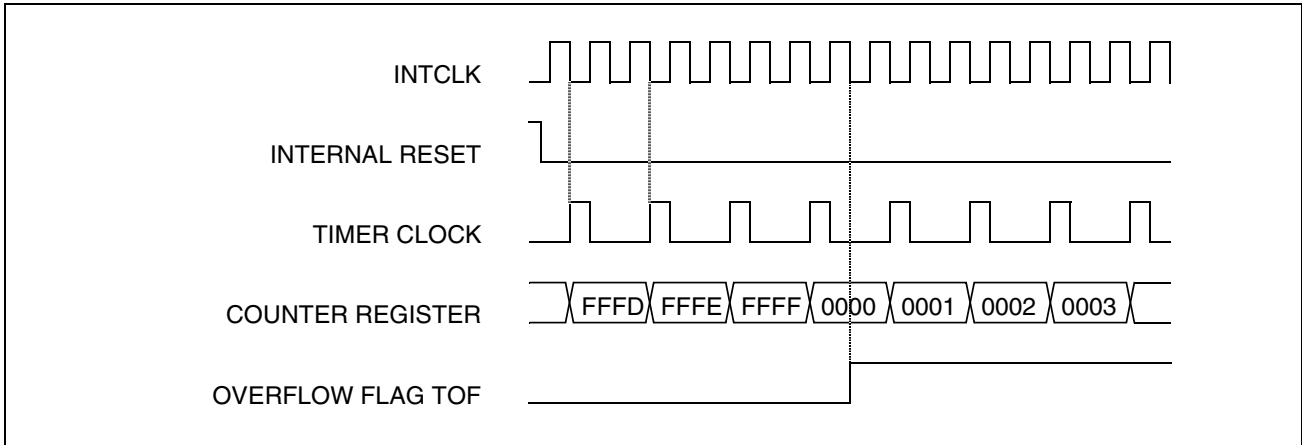 INTCLK
INTERNAL RESET
TIMER CLOCK
COUNTER REGISTER
FFFD FFFE FFFF 0000 0001 0002 0003
OVERFLOW FLAG TOF